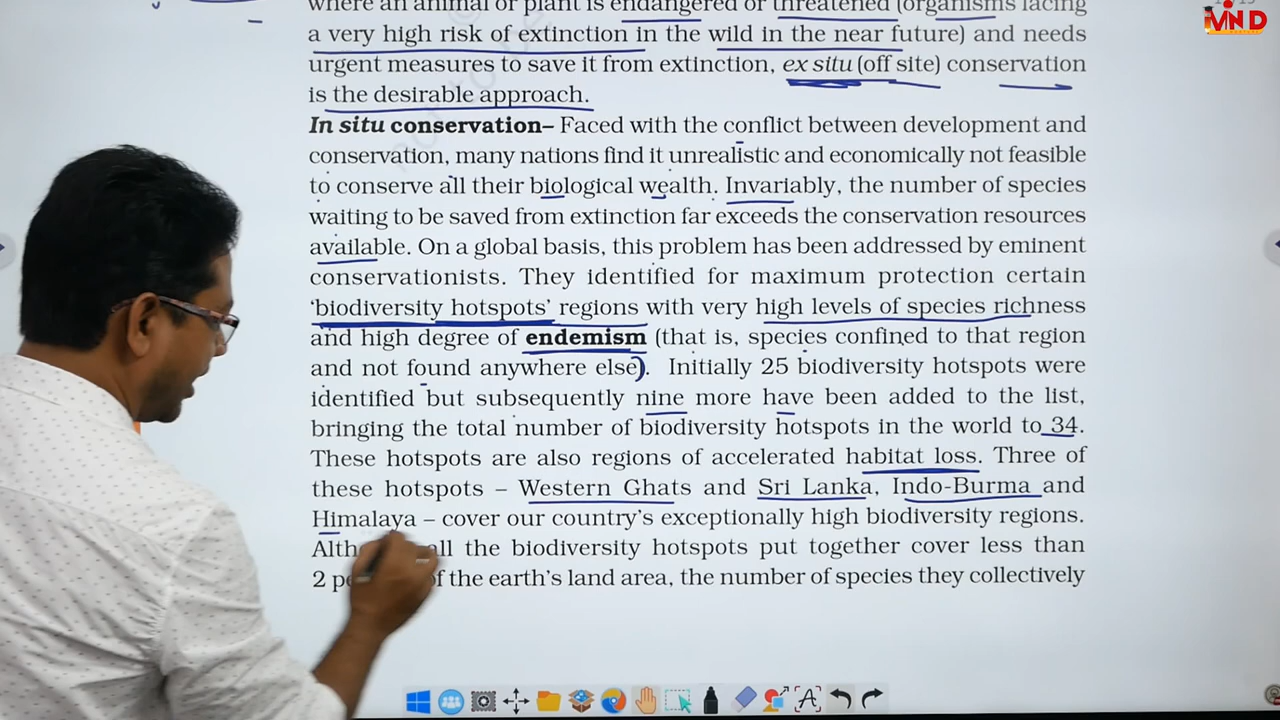 where an animal or plant is endangered or threatened (organisms facing
a very high risk of extinction in the wild in the near future) and needs
urgent measures to save it from extinction, ex situ (off site) conservation
is the desirable approach.
In situ conservation– Faced with the conflict between development and
conservation, many nations find it unrealistic and economically not feasible
to conserve all their biological wealth. Invariably, the number of species
waiting to be saved from extinction far exceeds the conservation resources
available. On a global basis, this problem has been addressed by eminent
conservationists. They identified for maximum protection certain
‘biodiversity hotspots’ regions with very high levels of species richness
and high degree of endemism (that is, species confined to that region
and not found anywhere else). Initially 25 biodiversity hotspots were
identified but subsequently nine more have been added to the list,
bringing the total number of biodiversity hotspots in the world to 34.
These hotspots are also regions of accelerated habitat loss. Three of
these hotspots – Western Ghats and Sri Lanka, Indo-Burma and
Himalaya – cover our country’s exceptionally high biodiversity regions.
all the biodiversity hotspots put together cover less than
2 of the earth’s land area, the number of species they collectively